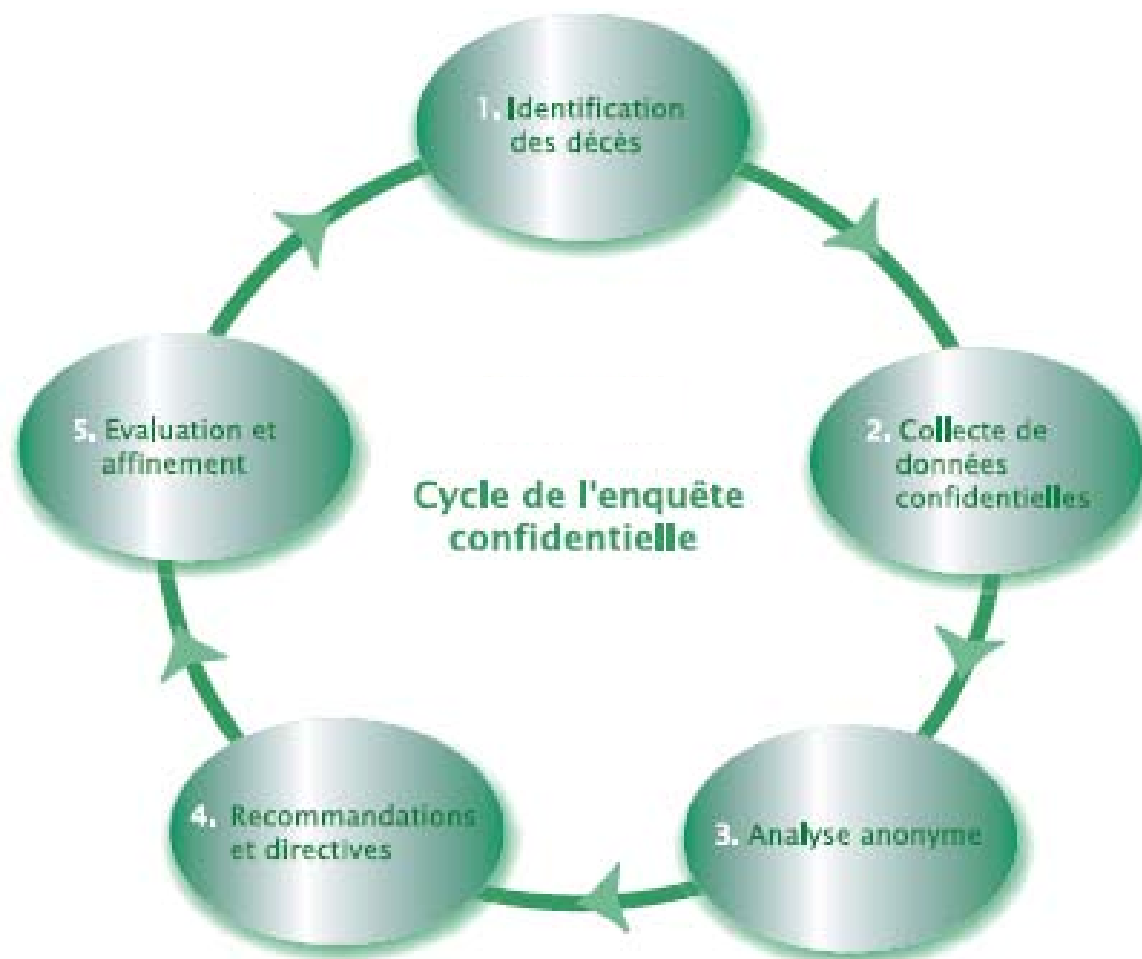 1. Identification
des décès
2. Collecte de
données
confidentielles
3. Analyse anonyme
4. Recommandations
et directives
5. Evaluation et
affinement
Cycle de l'enquête
confidentielle